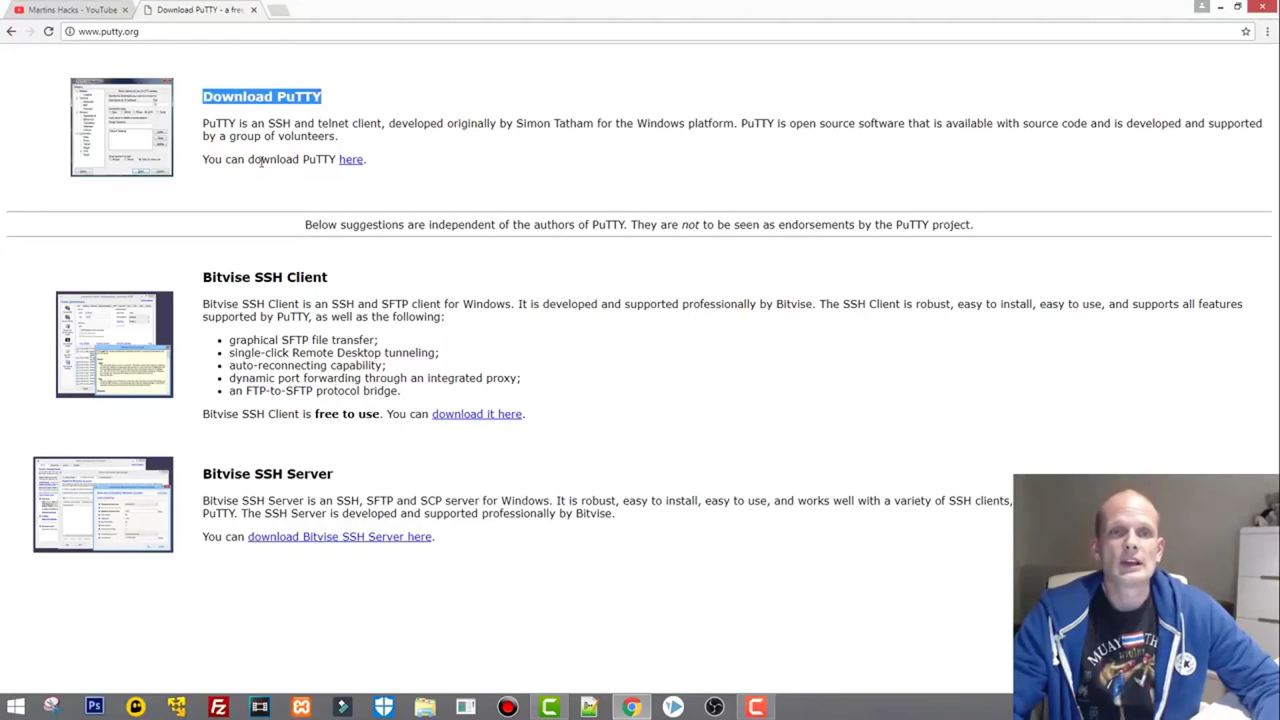 Martins Hacks - YouTube
Download PuTTY - a free
www.putty.org
Download PuTTY
PuTTY is an SSH and telnet client, developed originally by Simon Tatham for the Windows platform. PuTTY is open source software that is available with source code and is developed and supported
by a group of volunteers.
You can download PuTTY here.
Below suggestions are independent of the authors of PuTTY. They are not to be seen as endorsements by the PuTTY project.
Bitvise SSH Client
Bitvise SSH Client is an SSH and SFTP client for Windows. It is developed and supported professionally by Bitvise. The SSH Client is robust, easy to install, easy to use, and supports all features
supported by PuTTY, as well as the following:
• graphical SFTP file transfer;
• single-click Remote Desktop tunneling;
• auto-reconnecting capability;
• dynamic port forwarding through an integrated proxy;
• an FTP-to-SFTP protocol bridge.
Bitvise SSH Client is free to use. You can download it here.
Bitvise SSH Server
Bitvise SSH Server is an SSH, SFTP and SCP server for Windows. It is robust, easy to install, easy to use, and works well with a variety of SSH clients,
PuTTY. The SSH Server is developed and supported professionally by Bitvise.
You can download Bitvise SSH Server here.
MUAY TH
Ps
Fz
C
C
K